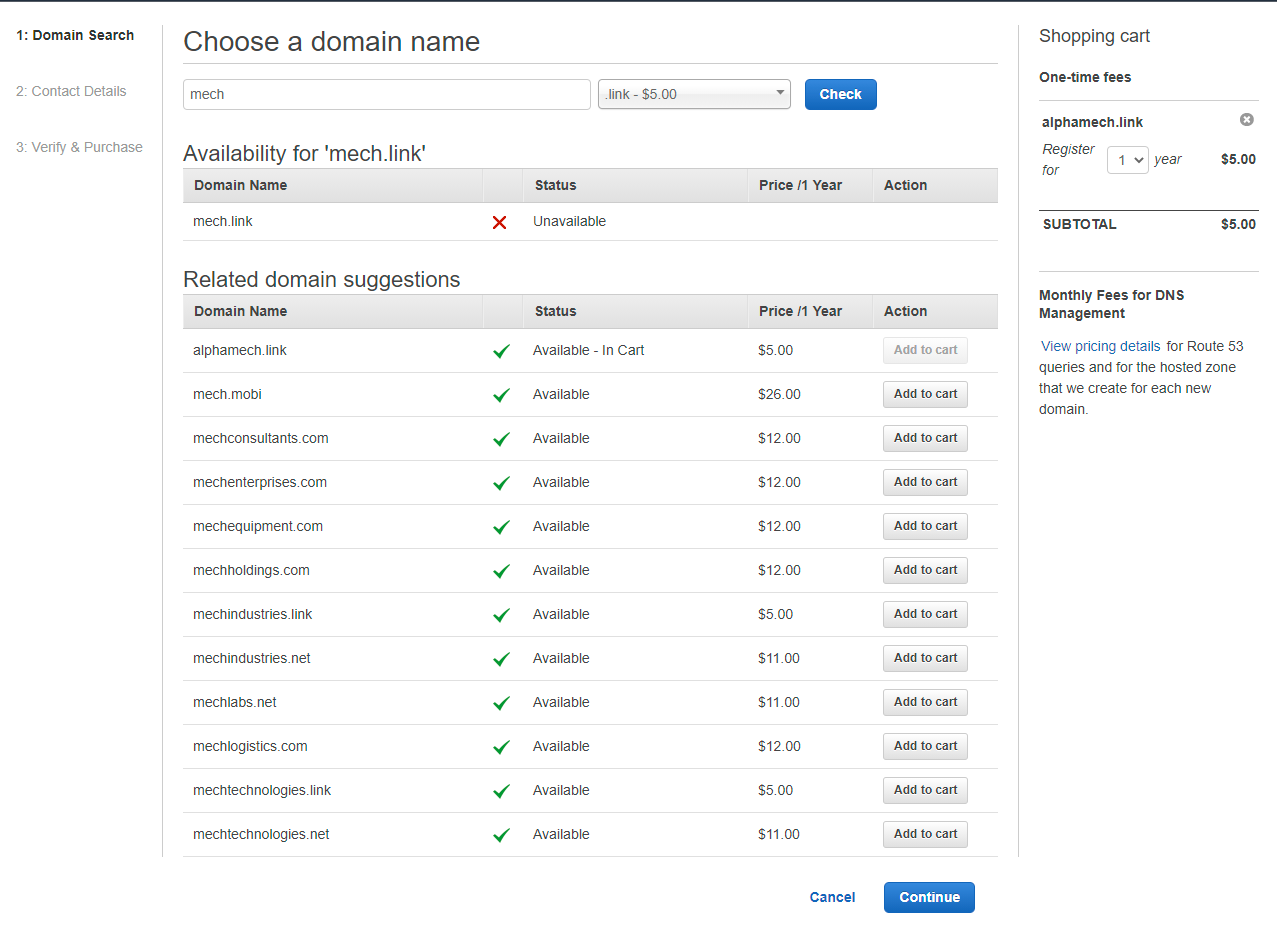 1: Domain Search
2: Contact Details
3: Verify & Purchase
Choose a domain name
mech .link - $5.00 Check
Availability for 'mech.link'
Domain Name Status Price /1 Year Action
mech.link Unavailable
Related domain suggestions
Domain Name Status Price /1 Year Action
alphamech.link Available - In Cart $5.00 Add to cart
mech.mobi Available $26.00 Add to cart
mechconsultants.com Available $12.00 Add to cart
mechenterprises.com Available $12.00 Add to cart
mechequipment.com Available $12.00 Add to cart
mechholdings.com Available $12.00 Add to cart
mechindustries.link Available $5.00 Add to cart
mechindustries.net Available $11.00 Add to cart
mechlabs.net Available $11.00 Add to cart
mechlogistics.com Available $12.00 Add to cart
mechtechnologies.link Available $5.00 Add to cart
mechtechnologies.net Available $11.00 Add to cart
Cancel Continue
Shopping cart
One-time fees
alphamech.link
Register
for 1 year $5.00
SUBTOTAL $5.00
Monthly Fees for DNS
Management
View pricing details for Route 53
queries and for the hosted zone
that we create for each new
domain.